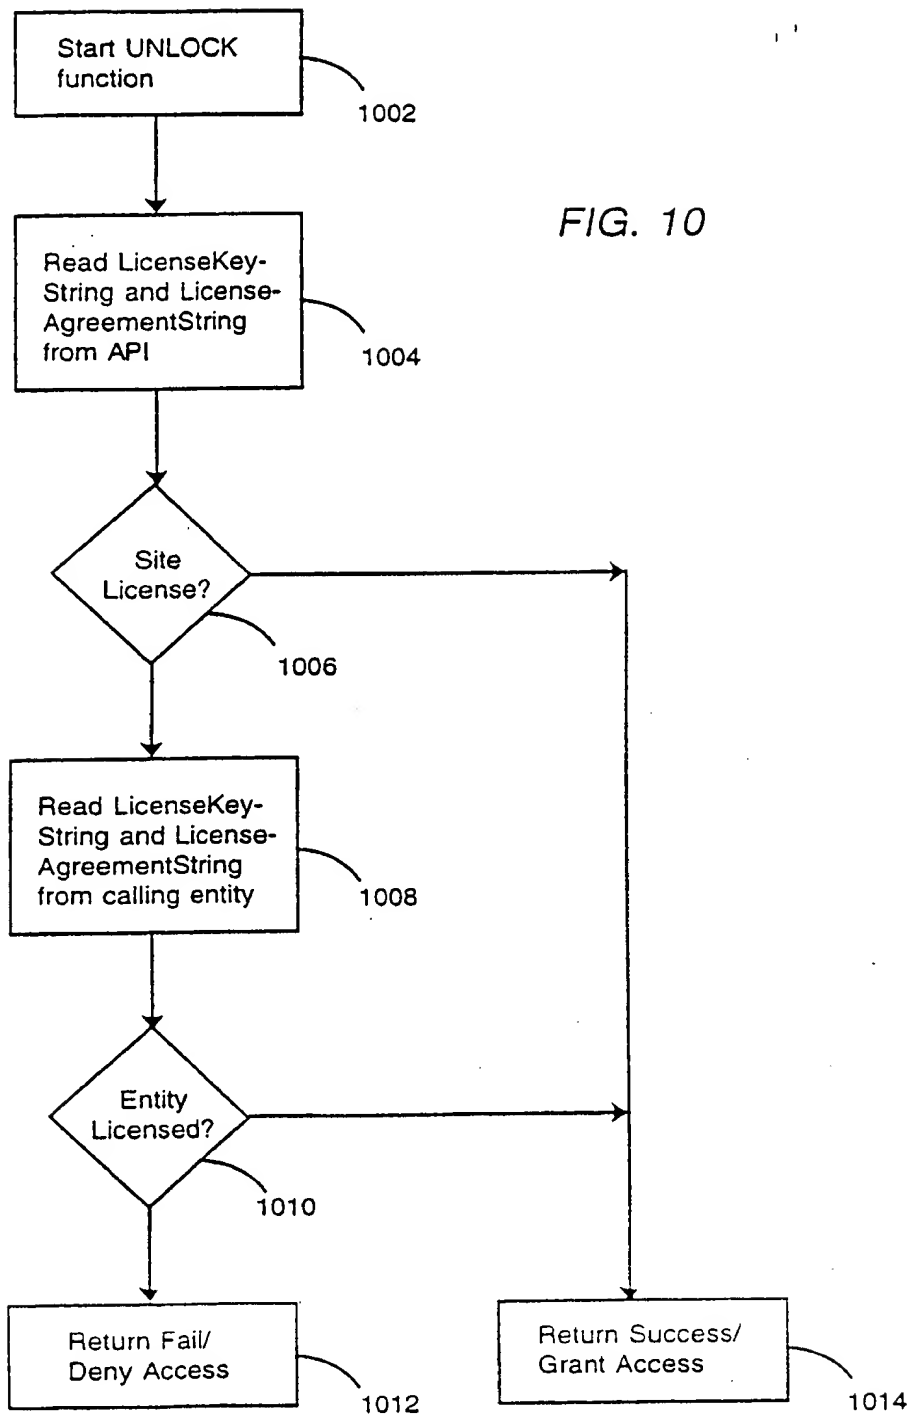 Start UNLOCK
function
1002
FIG. 10
Read LicenseKey-
String and License-
AgreementString
from API
1004
Site
License?
1006
Read LicenseKey-
String and License-
AgreementString
from calling entity
1008
Entity
Licensed?
1010
Return Fail/
Deny Access
1012
Return Success/
Grant Access
1014